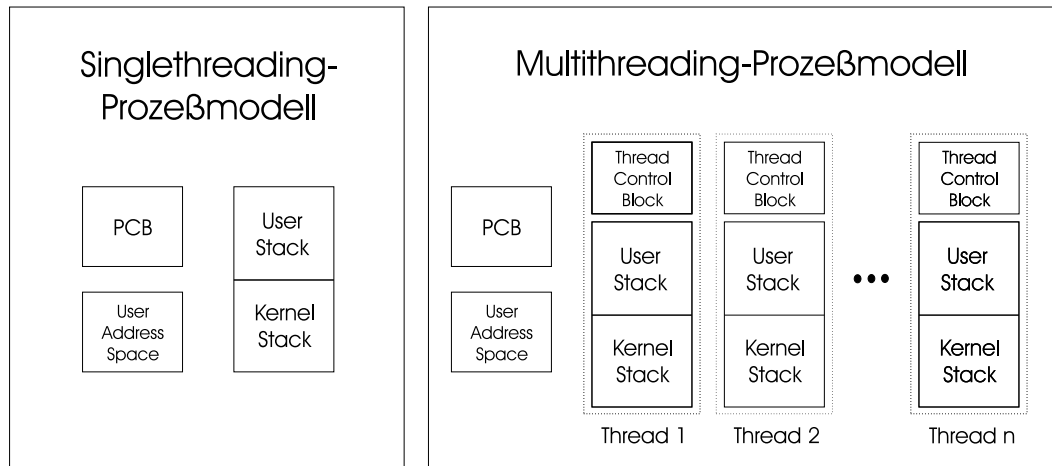 Singlethreading-
Prozeßmodell
PCB
User
Address
Space
User
Stack
Kernel
Stack
Multithreading-Prozeßmodell
PCB
User
Address
Space
Thread
Control
Block
User
Stack
Kernel
Stack
Thread 1
Thread
Control
Block
User
Stack
Kernel
Stack
Thread 2
•••
Thread
Control
Block
User
Stack
Kernel
Stack
Thread n